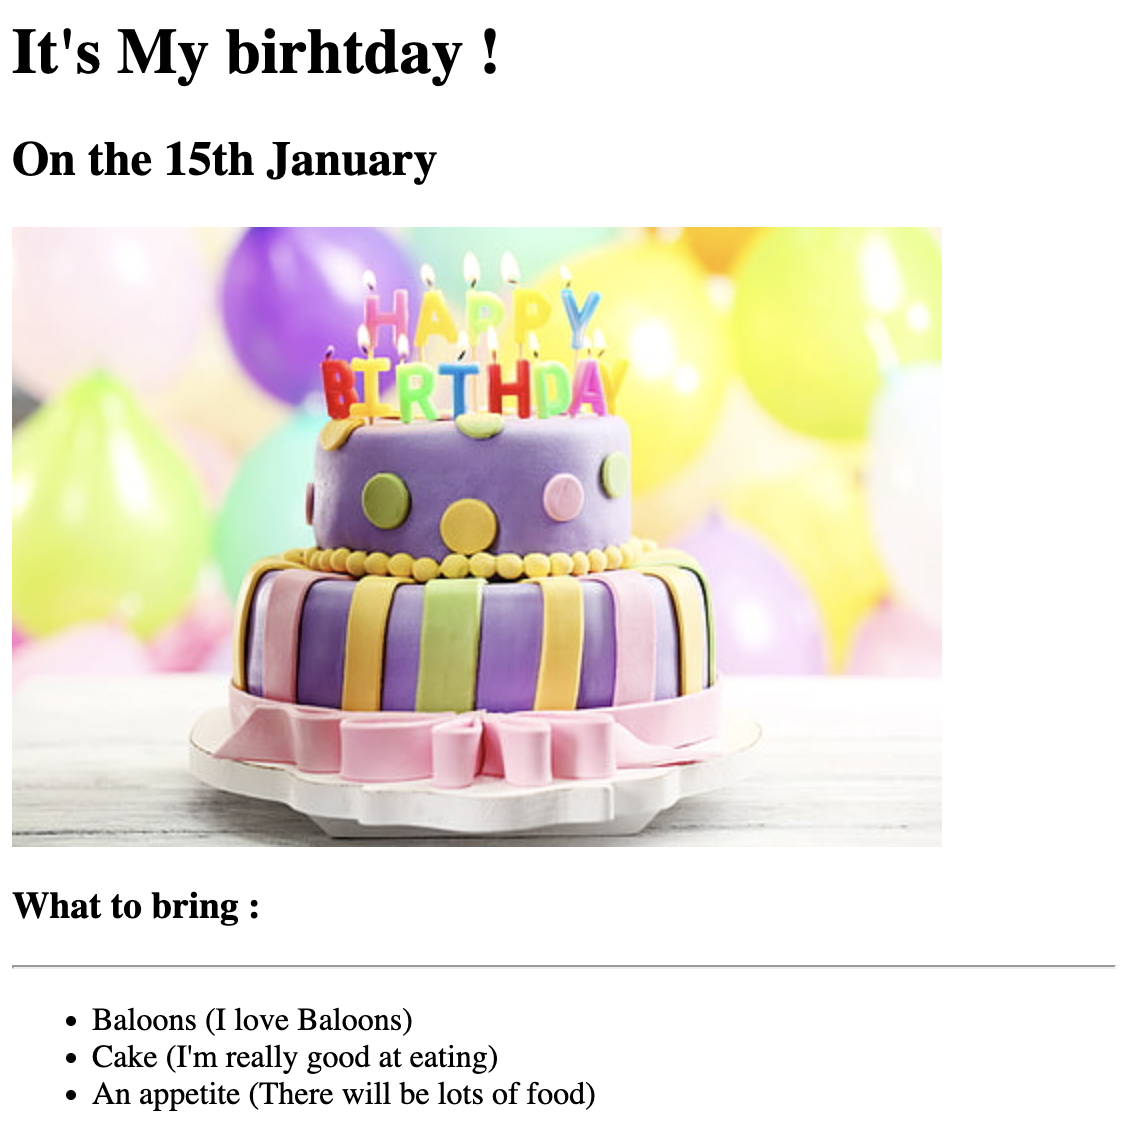 It's My birhtday !
On the 15th January
HAPPY
BIRTHDAY
What to bring :
Baloons (I love Baloons)
Cake (I'm really good at eating)
An appetite (There will be lots of food)